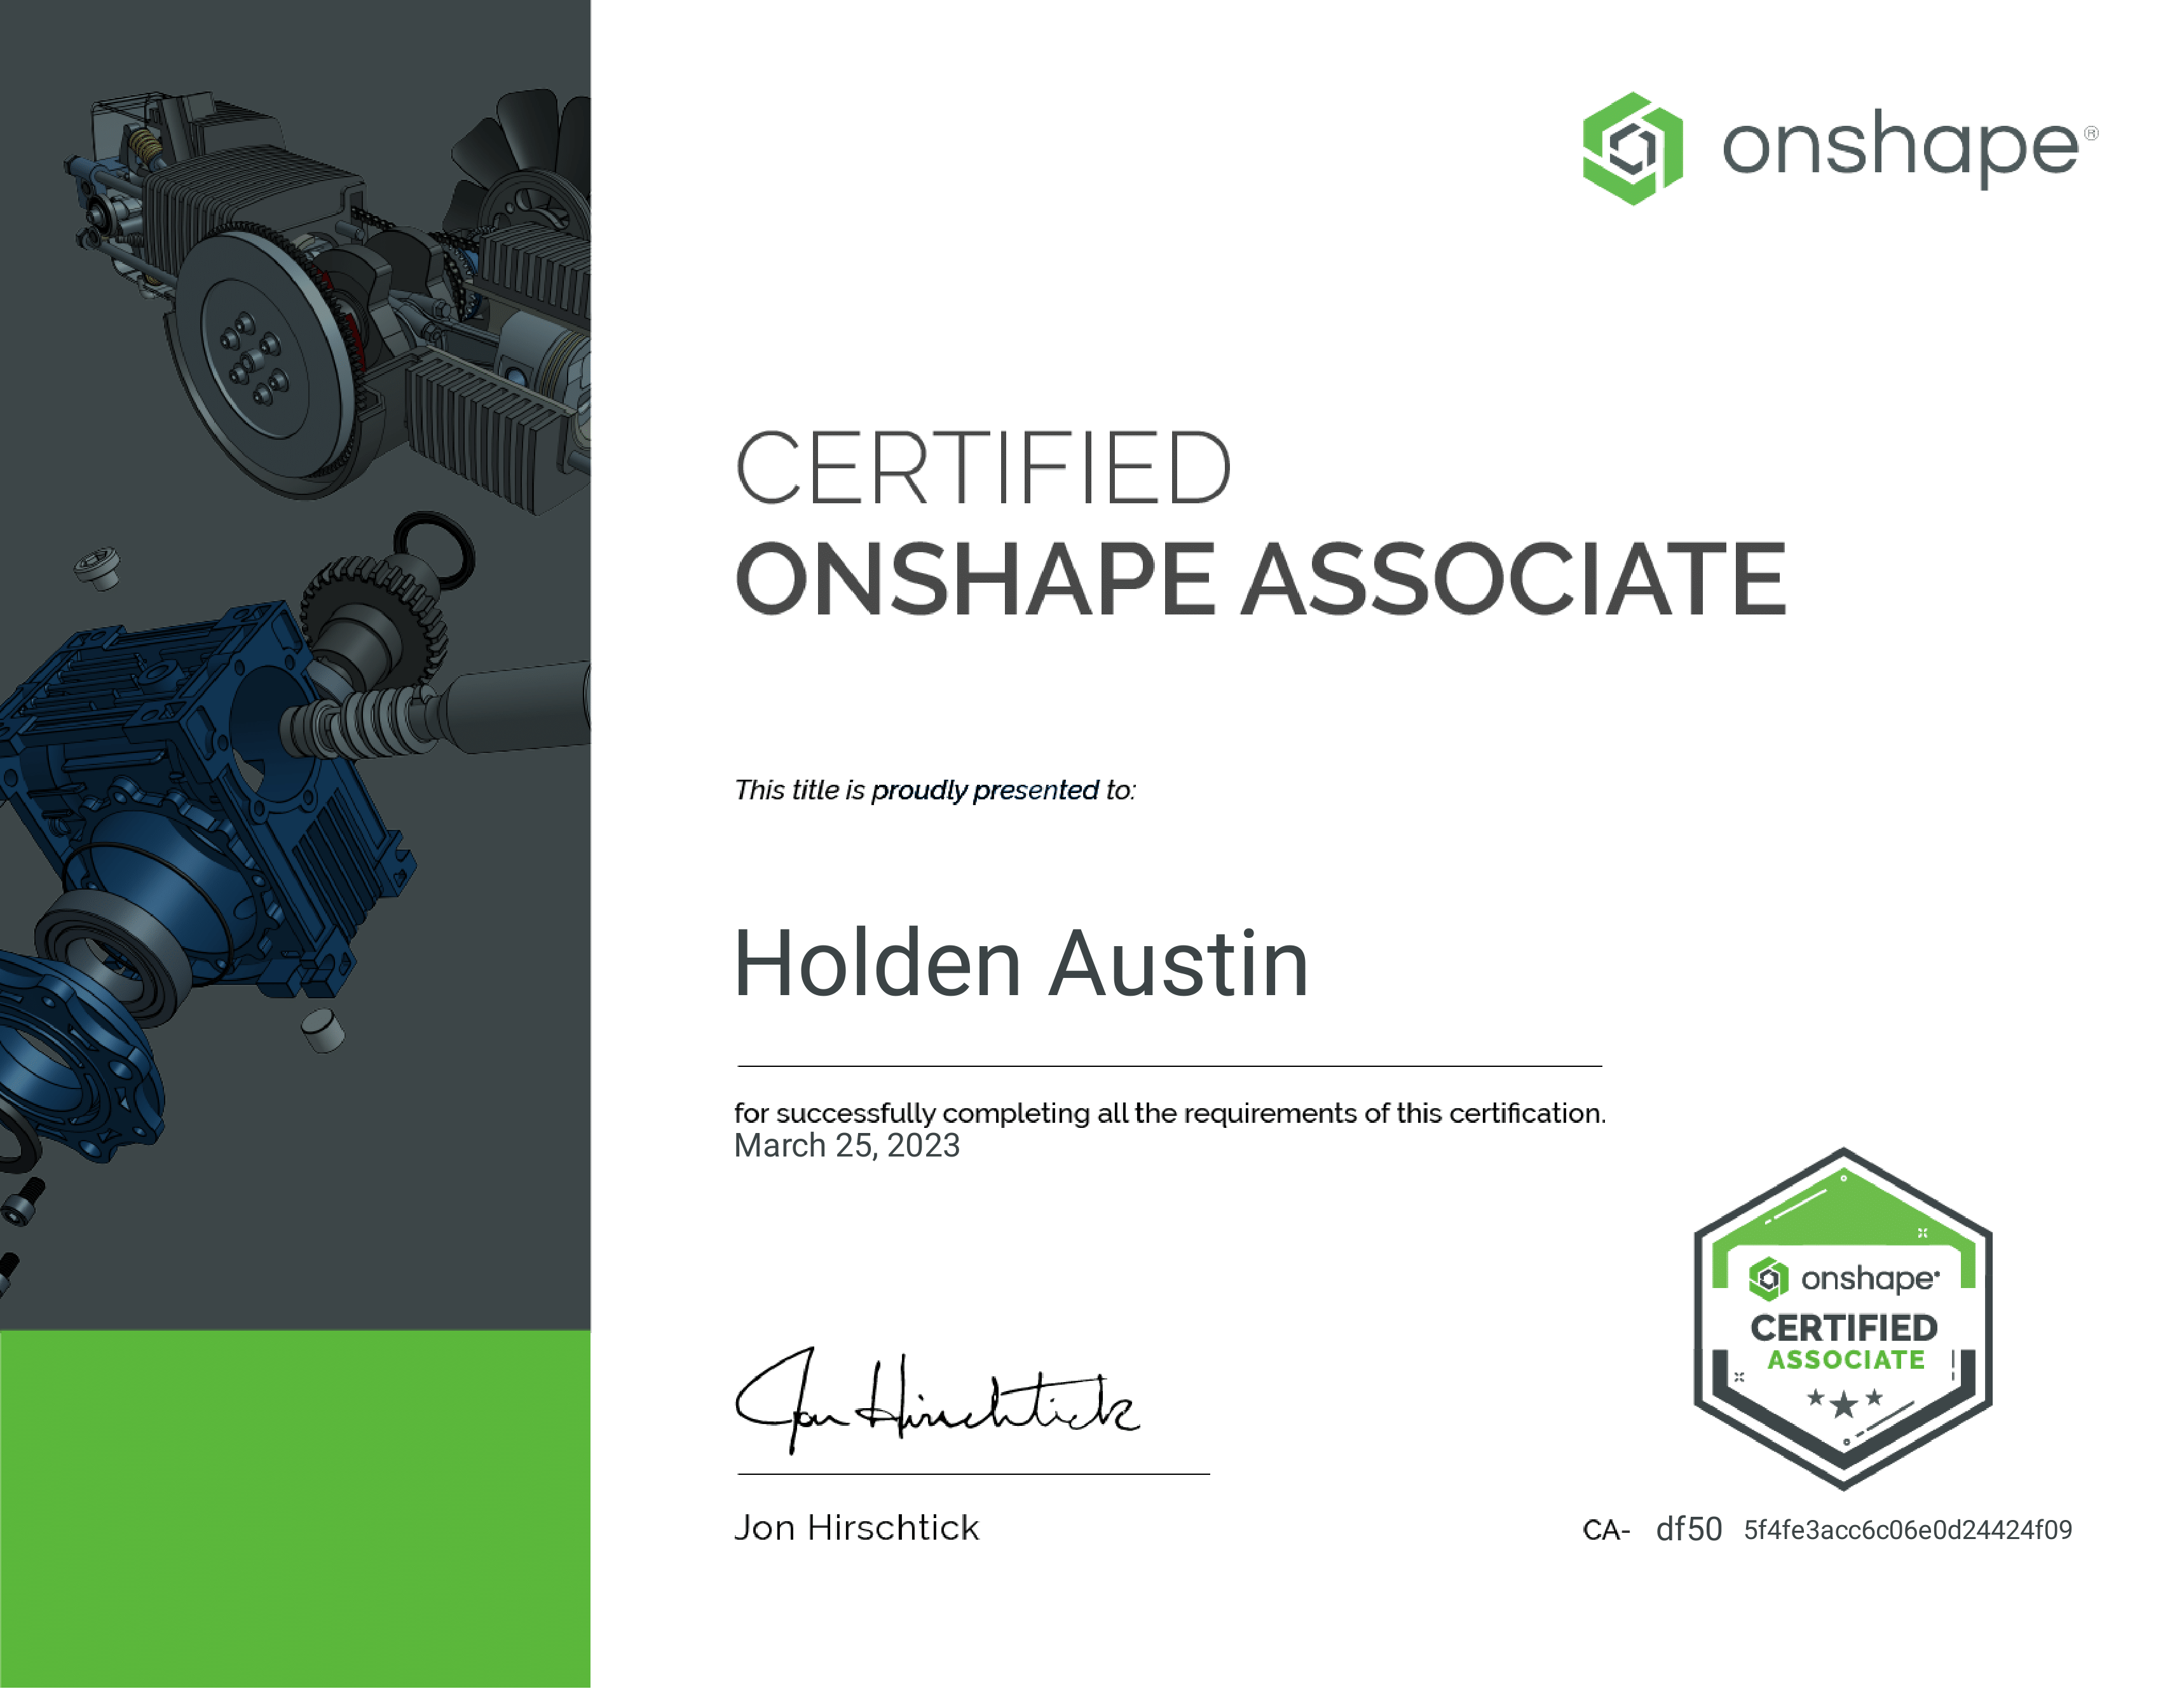 onshape®
CERTIFIED
ONSHAPE ASSOCIATE
This title is proudly presented to:
Holden Austin
for successfully completing all the requirements of this certification.
March 25, 2023
onshape
CERTIFIED
ASSOCIATE
Jon Hirschtick
Jon Hirschtick
CA- df50 5f4fe3acc6c06e0d24424f09